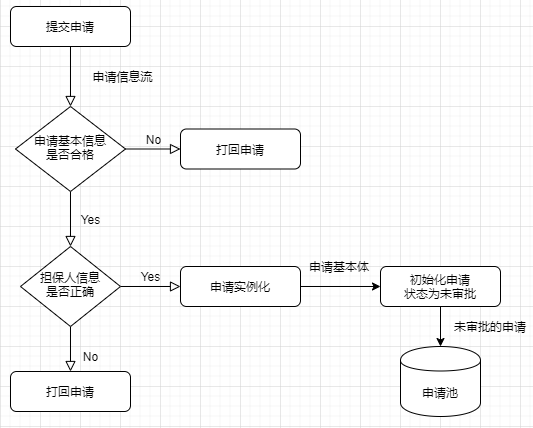 提交申请
申请信息流
申请基本信息
是否合格
No
打回申请
Yes
担保人信息
是否正确
Yes
申请实例化
申请基本体
初始化申请
状态为未审批
未审批的申请
No
打回申请
申请池